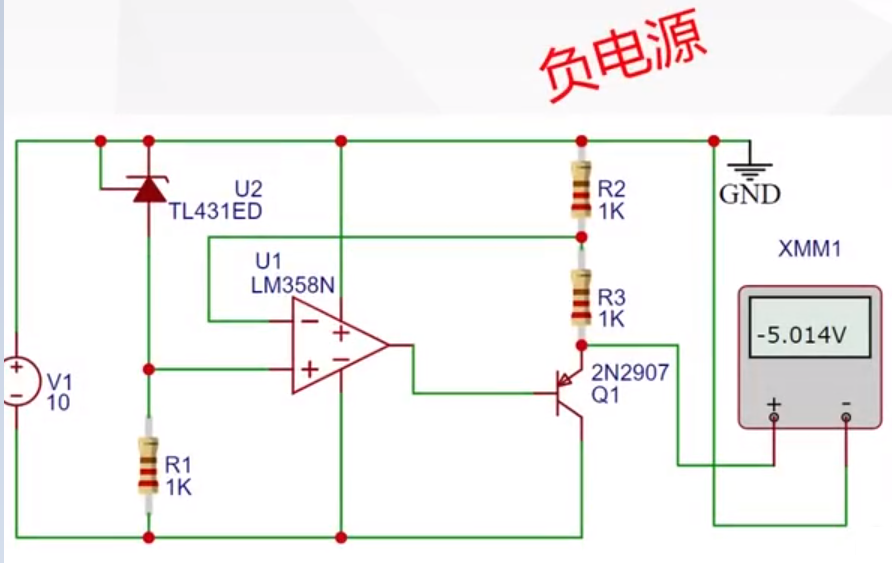 负电源
U2
TL431ED
R2
1K
GND
XMM1
U1
LM358N
R3
1K
-5.014V
V1
10
2N2907
Q1
R1
1K